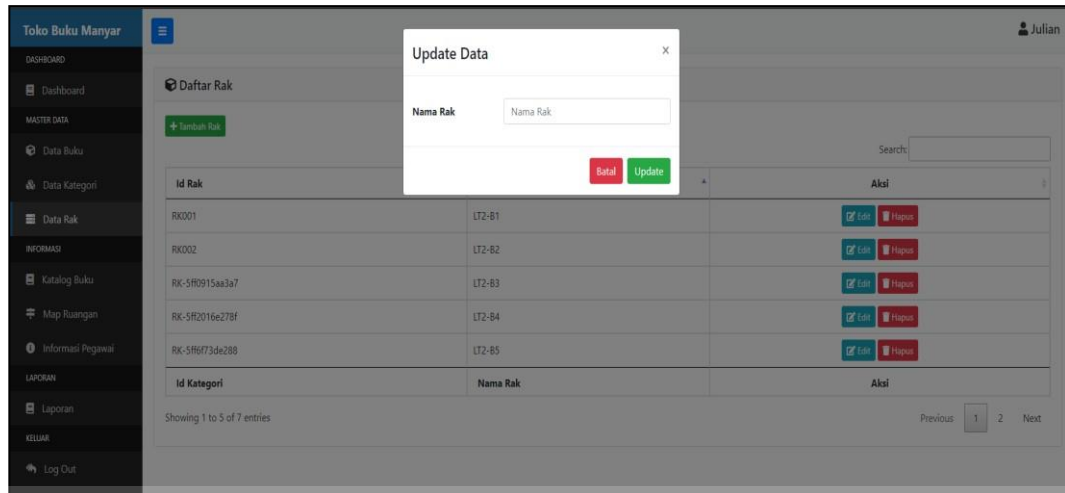 Toko Buku Manyar
Julian
DASHBOARD
Dashboard
MASTER DATA
Data Buku
Data Kategori
Data Rak
INFORMASI
Katalog Buku
Map Ruangan
Informasi Pegawai
LAPORAN
Laporan
KELUAR
Log Out
Update Data
x
Nama Rak
Nama Rak
Batal
Update
Daftar Rak
+ Tambah Rak
Search:
Id Rak Aksi
RK001 LT2-B1 Edit Hapus
RK002 LT2-B2 Edit Hapus
RK-5ff0915aa3a7 LT2-B3 Edit Hapus
RK-5ff2016e278f LT2-B4 Edit Hapus
RK-5ff6f73de288 LT2-B5 Edit Hapus
Id Kategori Nama Rak Aksi
Showing 1 to 5 of 7 entries
Previous 1 2 Next